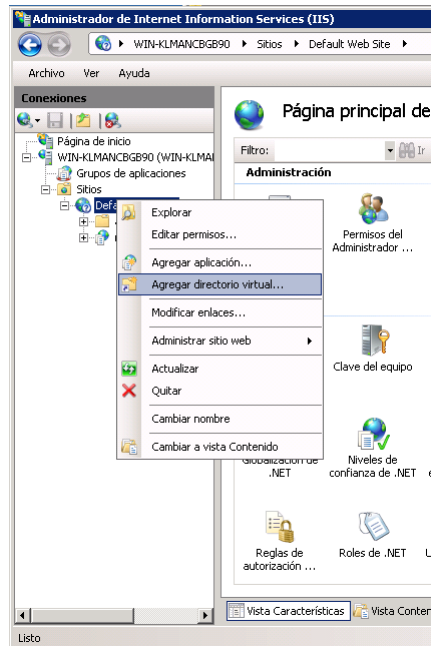 Administrador de Internet Information Services (IIS)
WIN-KLMANCBGB90 Sitios Default Web Site
Archivo Ver Ayuda
Conexiones
Página de inicio
WIN-KLMANCBGB90 (WIN-KLMAI
Grupos de aplicaciones
Sitios
Defa
Explorar
Editar permisos...
Agregar aplicación...
Agregar directorio virtual...
Modificar enlaces...
Administrar sitio web
Actualizar
Quitar
Cambiar nombre
Cambiar a vista Contenido
Página principal de
Filtro: Ir
Administración
Permisos del
Administrador ...
Clave del equipo
Globalización de
.NET
Niveles de
confianza de .NET
Reglas de
autorización ...
Roles de .NET
Vista Características Vista Conten
Listo